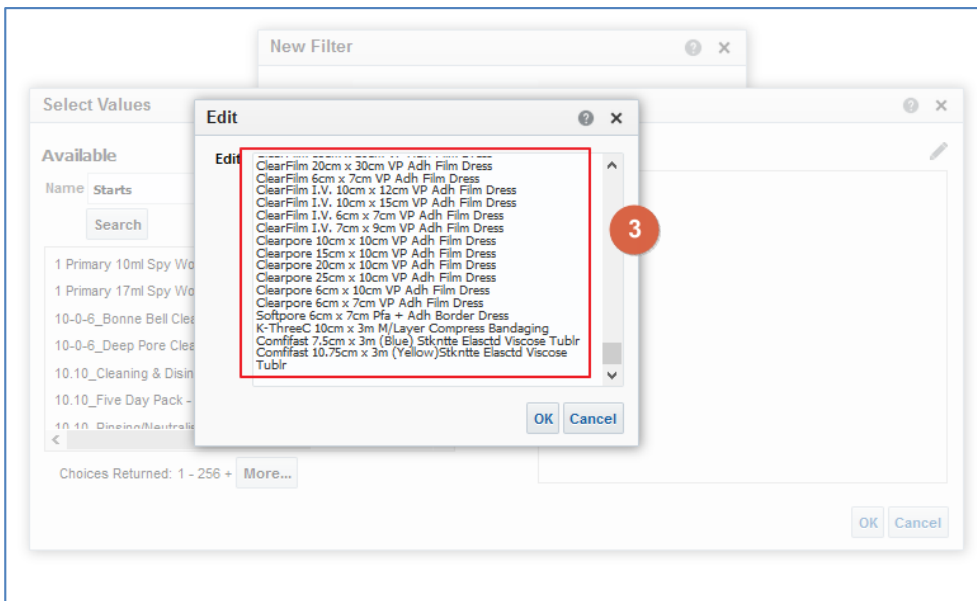 New Filter
Select Values
Edit
Available
Edit
Name Starts
Search
1 Primary 10ml Spy Wo
1 Primary 17ml Spy Wo
10-0-6_Bonne Bell Clea
10-0-6_Deep Pore Clea
10.10_Cleaning & Disin
10.10_Five Day Pack -
10.10_Rinsing/Neutralis
ClearFilm 20cm x 30cm VP Adh Film Dress
ClearFilm 6cm x 7cm VP Adh Film Dress
ClearFilm I.V. 10cm x 12cm VP Adh Film Dress
ClearFilm I.V. 10cm x 15cm VP Adh Film Dress
ClearFilm I.V. 6cm x 7cm VP Adh Film Dress
ClearFilm I.V. 7cm x 9cm VP Adh Film Dress
Clearpore 10cm x 10cm VP Adh Film Dress
Clearpore 15cm x 10cm VP Adh Film Dress
Clearpore 20cm x 10cm VP Adh Film Dress
Clearpore 25cm x 10cm VP Adh Film Dress
Clearpore 6cm x 10cm VP Adh Film Dress
Clearpore 6cm x 7cm VP Adh Film Dress
Softpore 6cm x 7cm Pfa + Adh Border Dress
K-ThreeC 10cm x 3m M/Layer Compress Bandaging
Comfifast 7.5cm x 3m (Blue) Stkntte Elasctd Viscose Tublr
Comfifast 10.75cm x 3m (Yellow)Stkntte Elasctd Viscose
Tublr
3
OK Cancel
Choices Returned: 1 - 256 + More...
OK Cancel